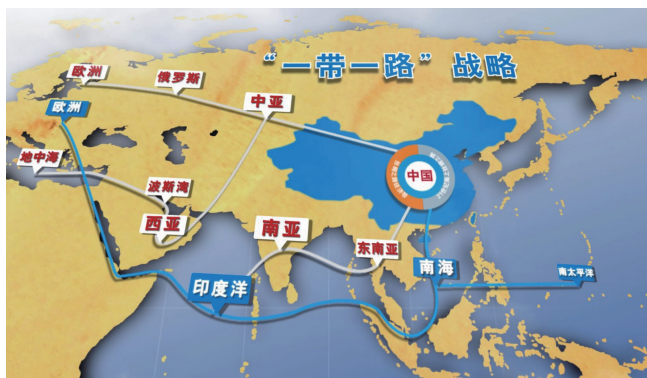 “一带一路”战略
欧洲
俄罗斯
中亚
欧洲
中国
地中海
波斯湾
西亚
南亚
东南亚
印度洋
南海
南太平洋